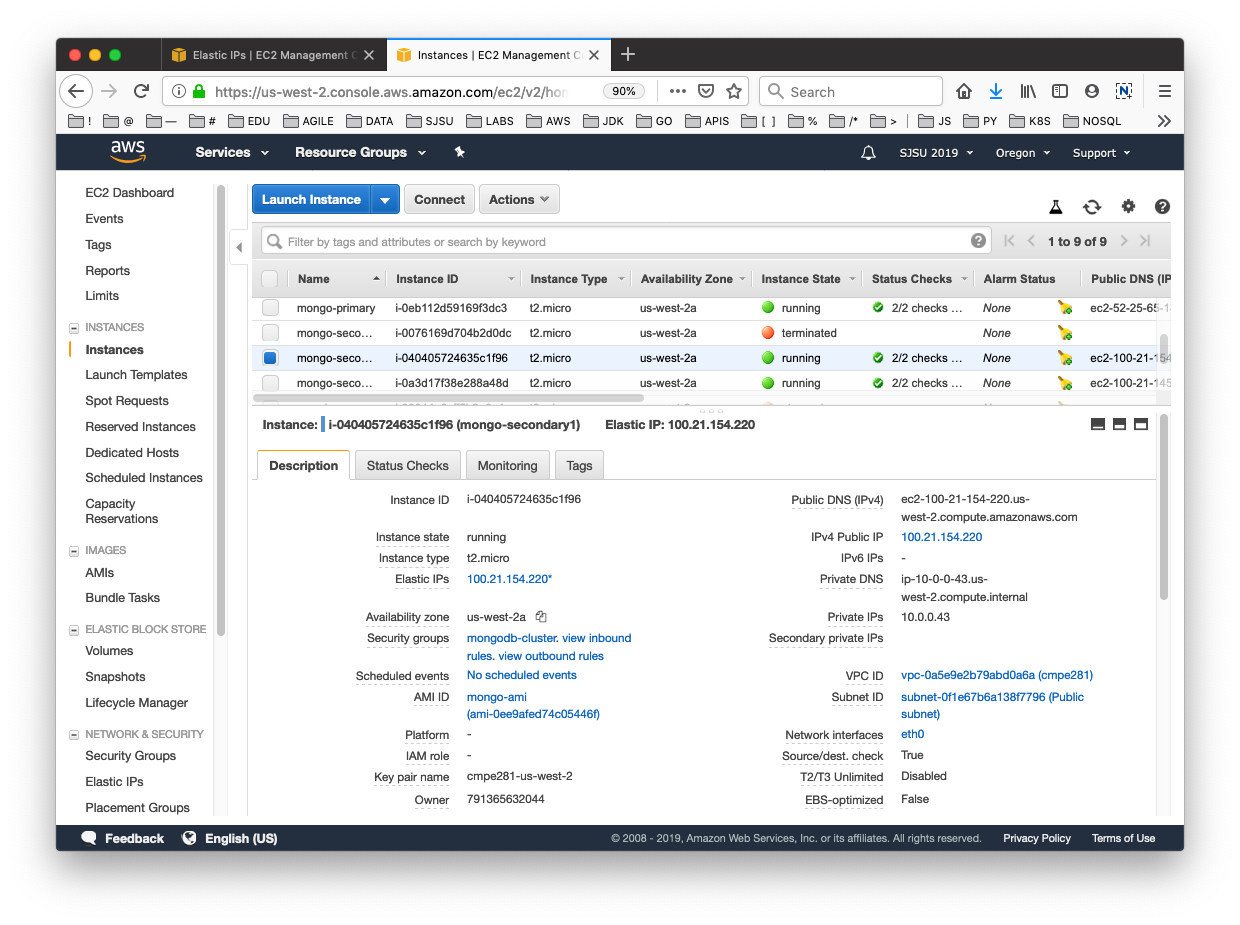 Elastic IPs | EC2 Management C
Instances | EC2 Management C
https://us-west-2.console.aws.amazon.com/ec2/v2/hom 90% Search
! @ — # EDU AGILE DATA SJSU LABS AWS JDK GO APIS [ ] % /* > JS PY K8S NOSQL
aws Services Resource Groups SJSU 2019 Oregon Support
EC2 Dashboard
Events
Tags
Reports
Limits
INSTANCES
Instances
Launch Templates
Spot Requests
Reserved Instances
Dedicated Hosts
Scheduled Instances
Capacity
Reservations
IMAGES
AMIs
Bundle Tasks
ELASTIC BLOCK STORE
Volumes
Snapshots
Lifecycle Manager
NETWORK & SECURITY
Security Groups
Elastic IPs
Placement Groups
Launch Instance Connect Actions
Filter by tags and attributes or search by keyword 1 to 9 of 9
Name Instance ID Instance Type Availability Zone Instance State Status Checks Alarm Status Public DNS (IP
mongo-primary i-0eb112d59169f3dc3 t2.micro us-west-2a running 2/2 checks ... None ec2-52-25-65-1
mongo-seco... i-0076169d704b2d0dc t2.micro us-west-2a terminated None
mongo-seco... i-040405724635c1f96 t2.micro us-west-2a running 2/2 checks ... None ec2-100-21-154
mongo-seco... i-0a3d17f38e288a48d t2.micro us-west-2a running 2/2 checks ... None ec2-100-21-145
Instance: i-040405724635c1f96 (mongo-secondary1) Elastic IP: 100.21.154.220
Description Status Checks Monitoring Tags
Instance ID i-040405724635c1f96
Instance state running
Instance type t2.micro
Elastic IPs 100.21.154.220*
Availability zone us-west-2a
Security groups mongodb-cluster. view inbound
rules. view outbound rules
Scheduled events No scheduled events
AMI ID mongo-ami
(ami-0ee9afed74c05446f)
Platform -
IAM role -
Key pair name cmpe281-us-west-2
Owner 791365632044
Public DNS (IPv4) ec2-100-21-154-220.us-
west-2.compute.amazonaws.com
IPv4 Public IP 100.21.154.220
IPv6 IPs -
Private DNS ip-10-0-0-43.us-
west-2.compute.internal
Private IPs 10.0.0.43
Secondary private IPs
VPC ID vpc-0a5e9e2b79abd0a6a (cmpe281)
Subnet ID subnet-0f1e67b6a138f7796 (Public
subnet)
Network interfaces eth0
Source/dest. check True
T2/T3 Unlimited Disabled
EBS-optimized False
Feedback English (US) © 2008 - 2019, Amazon Web Services, Inc. or its affiliates. All rights reserved. Privacy Policy Terms of Use